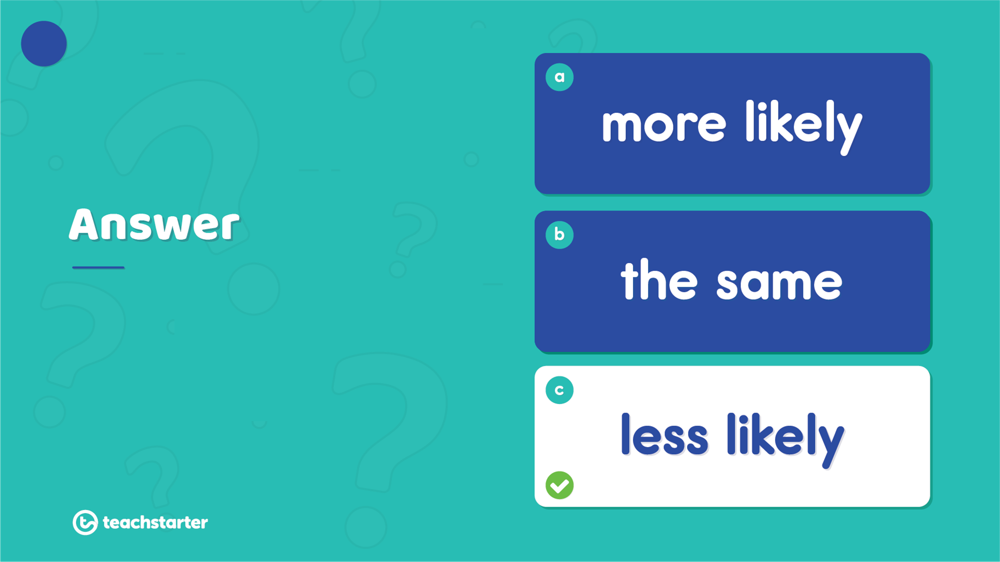 Answer
a
more likely
b
the same
c
less likely
teachstarter